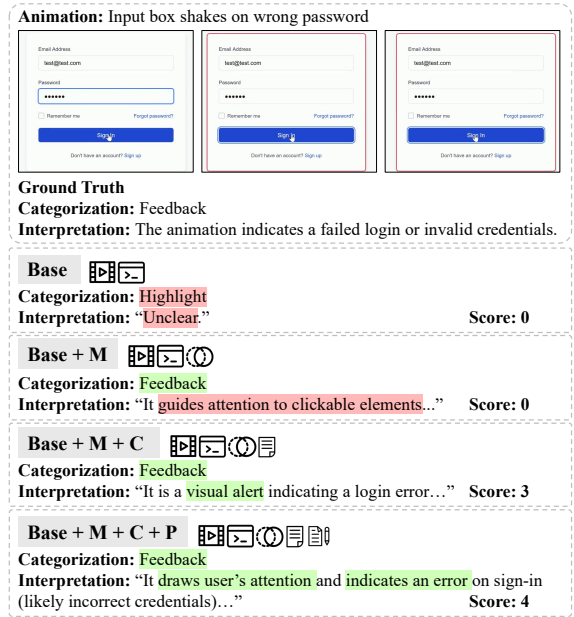 Animation: Input box shakes on wrong password
Email Address
test@test.com
Password
••••••
Remember me Forgot password?
Sign In
Don't have an account? Sign up
Email Address
test@test.com
Password
••••••
Remember me Forgot password?
Sign In
Don't have an account? Sign up
Email Address
test@test.com
Password
••••••
Remember me Forgot password?
Sign In
Don't have an account? Sign up
Ground Truth
Categorization: Feedback
Interpretation: The animation indicates a failed login or invalid credentials.
Base
Categorization: Highlight
Interpretation: “Unclear.” Score: 0
Base + M
Categorization: Feedback
Interpretation: “It guides attention to clickable elements...” Score: 0
Base + M + C
Categorization: Feedback
Interpretation: “It is a visual alert indicating a login error…” Score: 3
Base + M + C + P
Categorization: Feedback
Interpretation: “It draws user’s attention and indicates an error on sign-in
(likely incorrect credentials)…” Score: 4